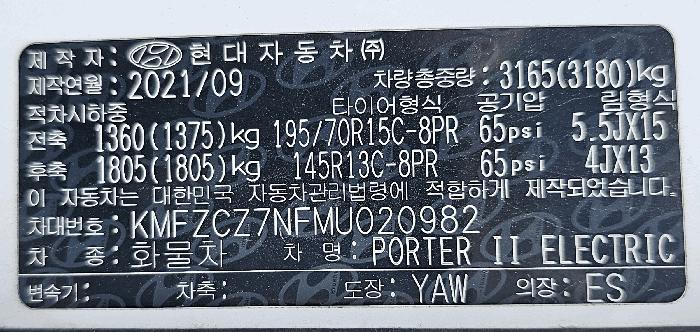 제 작 자 : 현대자동차㈜
제작연월 : 2021/09 차량총중량 : 3165(3180)kg
적차시하중 타이어형식 공기압 림형식
전축 1360(1375)kg 195/70R15C-8PR 65psi 5.5JX15
후축 1805(1805)kg 145R13C-8PR 65psi 4JX13
이 자동차는 대한민국 자동차관리법령에 적합하게 제작되었습니다.
차대번호 : KMFZCZ7NFMU020982
차 종 : 화물차 차 명 : PORTER II ELECTRIC
변속기 : 차축 : 도장 : YAW 의장 : ES